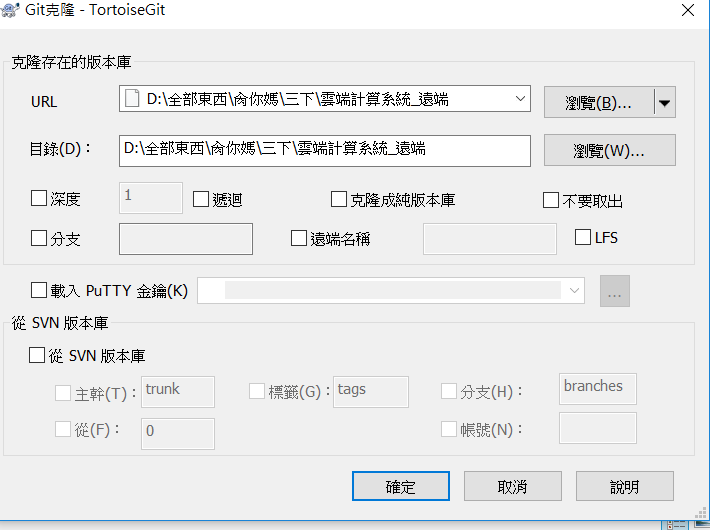 Git克隆 - TortoiseGit
克隆存在的版本庫
URL D:\全部東西\肏你媽\三下\雲端計算系統_遠端 瀏覽(B)...
目錄(D)： D:\全部東西\肏你媽\三下\雲端計算系統_遠端 瀏覽(W)...
深度 1 遞迴 克隆成純版本庫 不要取出
分支 遠端名稱 LFS
載入 PuTTY 金鑰(K) ...
從 SVN 版本庫
從 SVN 版本庫
主幹(T)： trunk 標籤(G)： tags 分支(H)： branches
從(F)： 0 帳號(N)：
確定 取消 說明